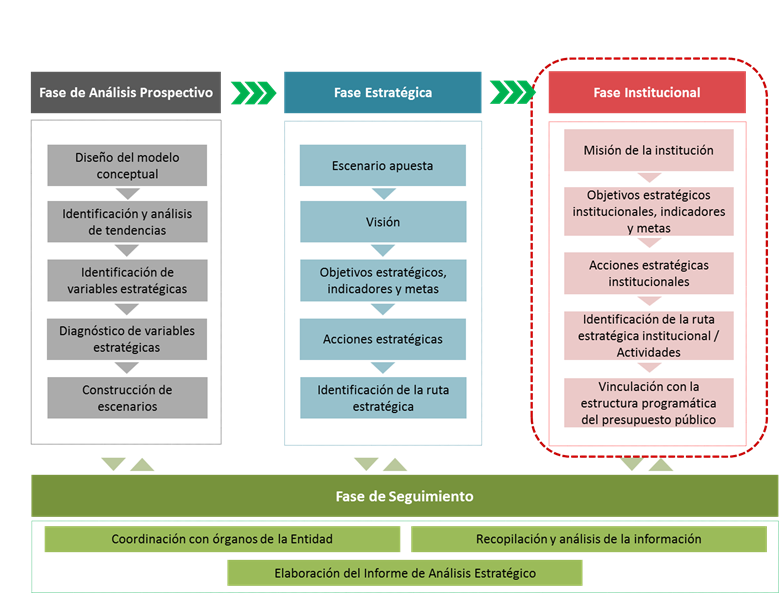 Fase de Análisis Prospectivo
Diseño del modelo
conceptual
Identificación y análisis
de tendencias
Identificación de
variables estratégicas
Diagnóstico de variables
estratégicas
Construcción de
escenarios
Fase Estratégica
Escenario apuesta
Visión
Objetivos estratégicos,
indicadores y metas
Acciones estratégicas
Identificación de la ruta
estratégica
Fase Institucional
Misión de la institución
Objetivos estratégicos
institucionales, indicadores
y metas
Acciones estratégicas
institucionales
Identificación de la ruta
estratégica institucional /
Actividades
Vinculación con la
estructura programática
del presupuesto público
Fase de Seguimiento
Coordinación con órganos de la Entidad
Recopilación y análisis de la información
Elaboración del Informe de Análisis Estratégico